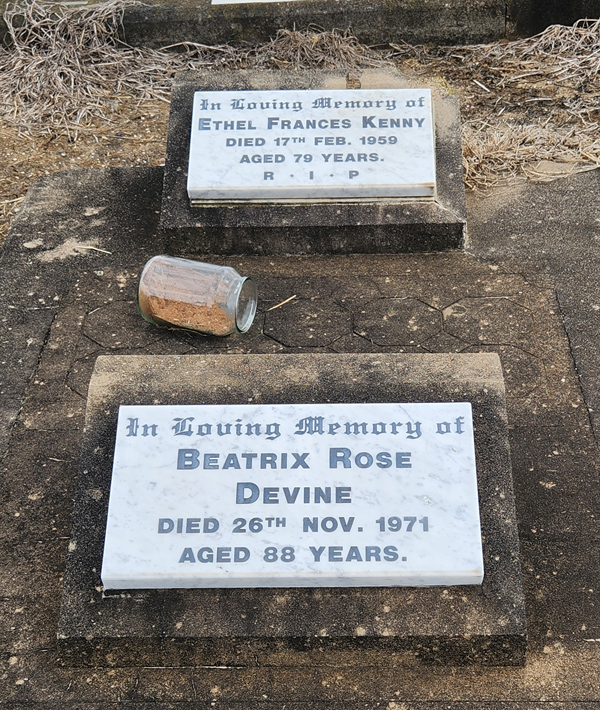 In Loving Memory of
ETHEL FRANCES KENNY
DIED 17TH FEB. 1959
AGED 79 YEARS.
R · I · P
In Loving Memory of
BEATRIX ROSE
DEVINE
DIED 26TH NOV. 1971
AGED 88 YEARS.